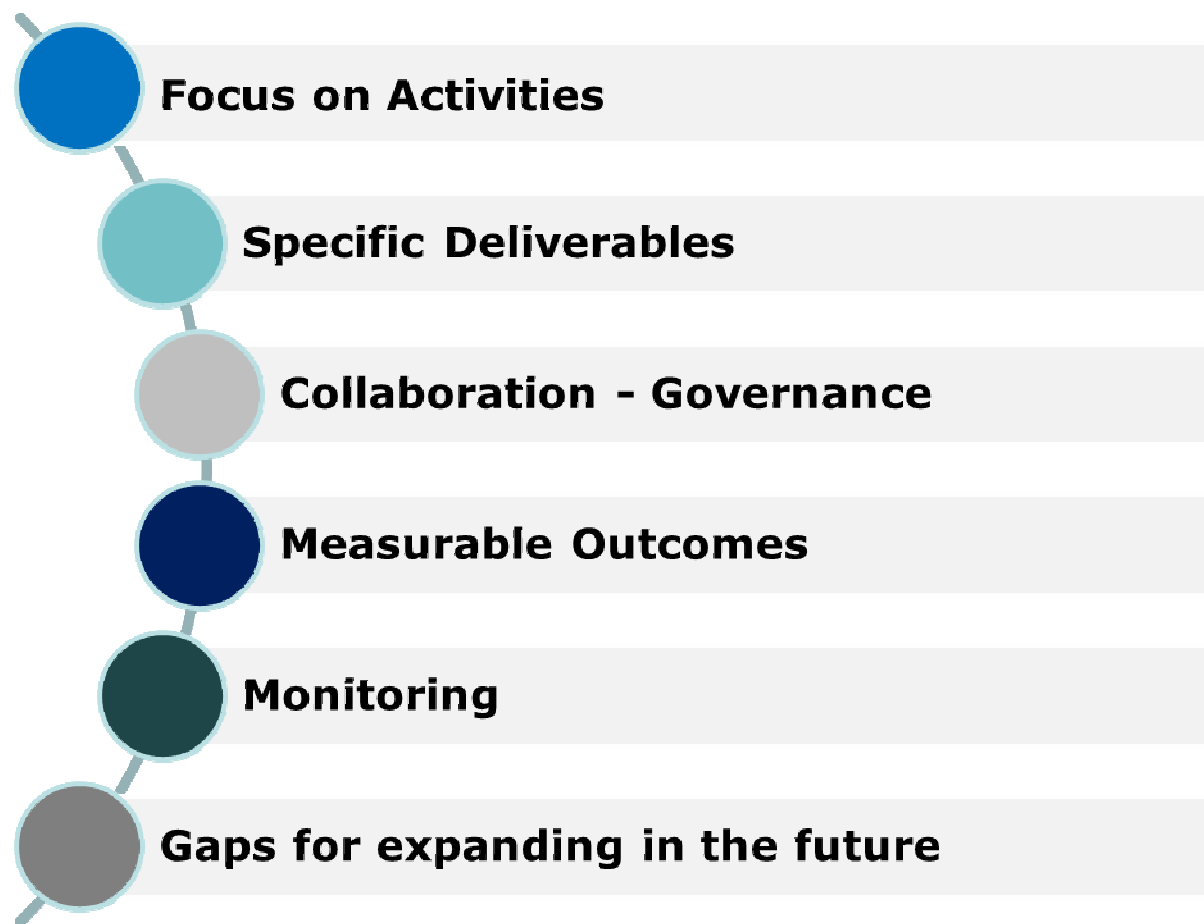 Focus on Activities
Specific Deliverables
Collaboration - Governance
Measurable Outcomes
Monitoring
Gaps for expanding in the future